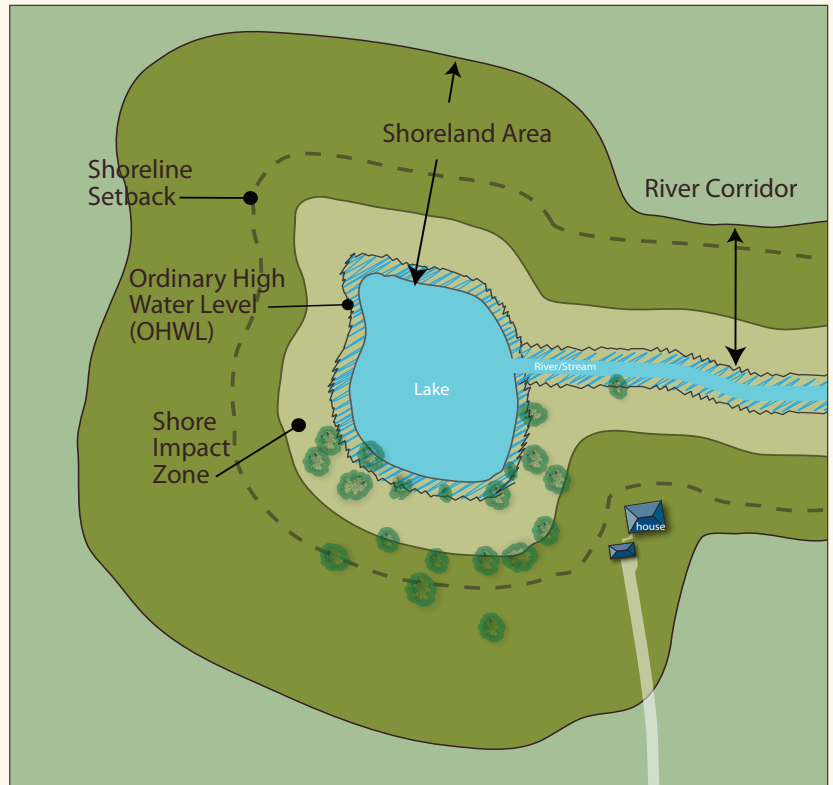 Shoreland Area
Shoreline
Setback
River Corridor
Ordinary High
Water Level
(OHWL)
River/Stream
Lake
Shore
Impact
Zone
house